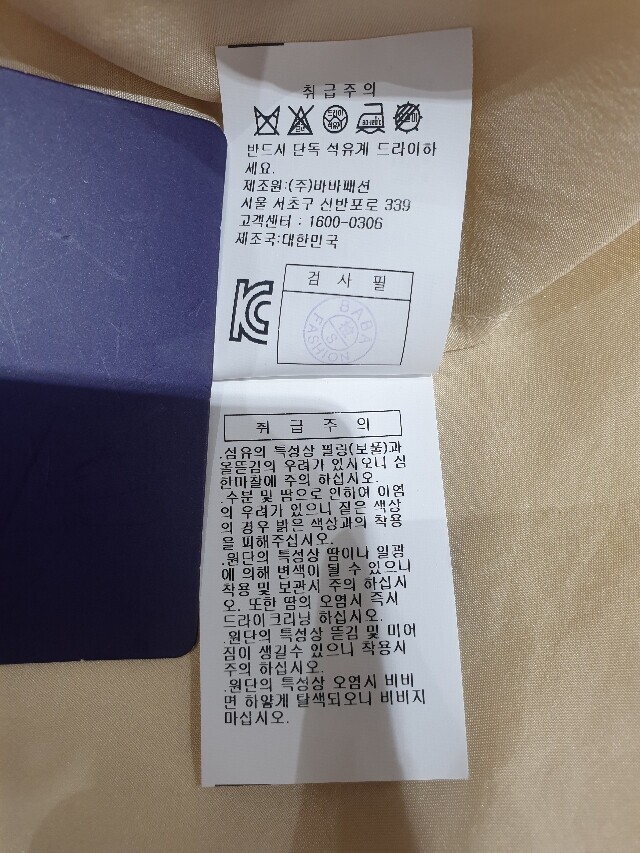 취급주의
드라이
80~120℃
반드시 단독 석유계 드라이하
세요.
제조원:(주)바바패션
서울 서초구 신반포로 339
고객센터 : 1600-0306
제조국:대한민국
검 사 필
BABA
FASHION
취 급 주 의
.섬유의 특성상 필링(보풀)과
올뜯김의 우려가 있시오니 심
한마찰에 주의 하십시오.
.수분 및 땀으로 인하여 이염
의 우려가 있으니 짙은 색상
의 경우 밝은 색상과의 착용
을 피해주십시오.
.원단의 특성상 땀이나 일광
에 의해 변색이 될 수 있으니
착용 및 보관시 주의 하십시
오. 또한 땀의 오염시 즉시
드라이크리닝 하십시오.
.원단의 특성상 뜯김 및 미어
짐이 생길수 있으니 착용시
주의 하십시오.
.원단의 특성상 오염시 비비
면 하얗게 탈색되오니 비비지
마십시오.